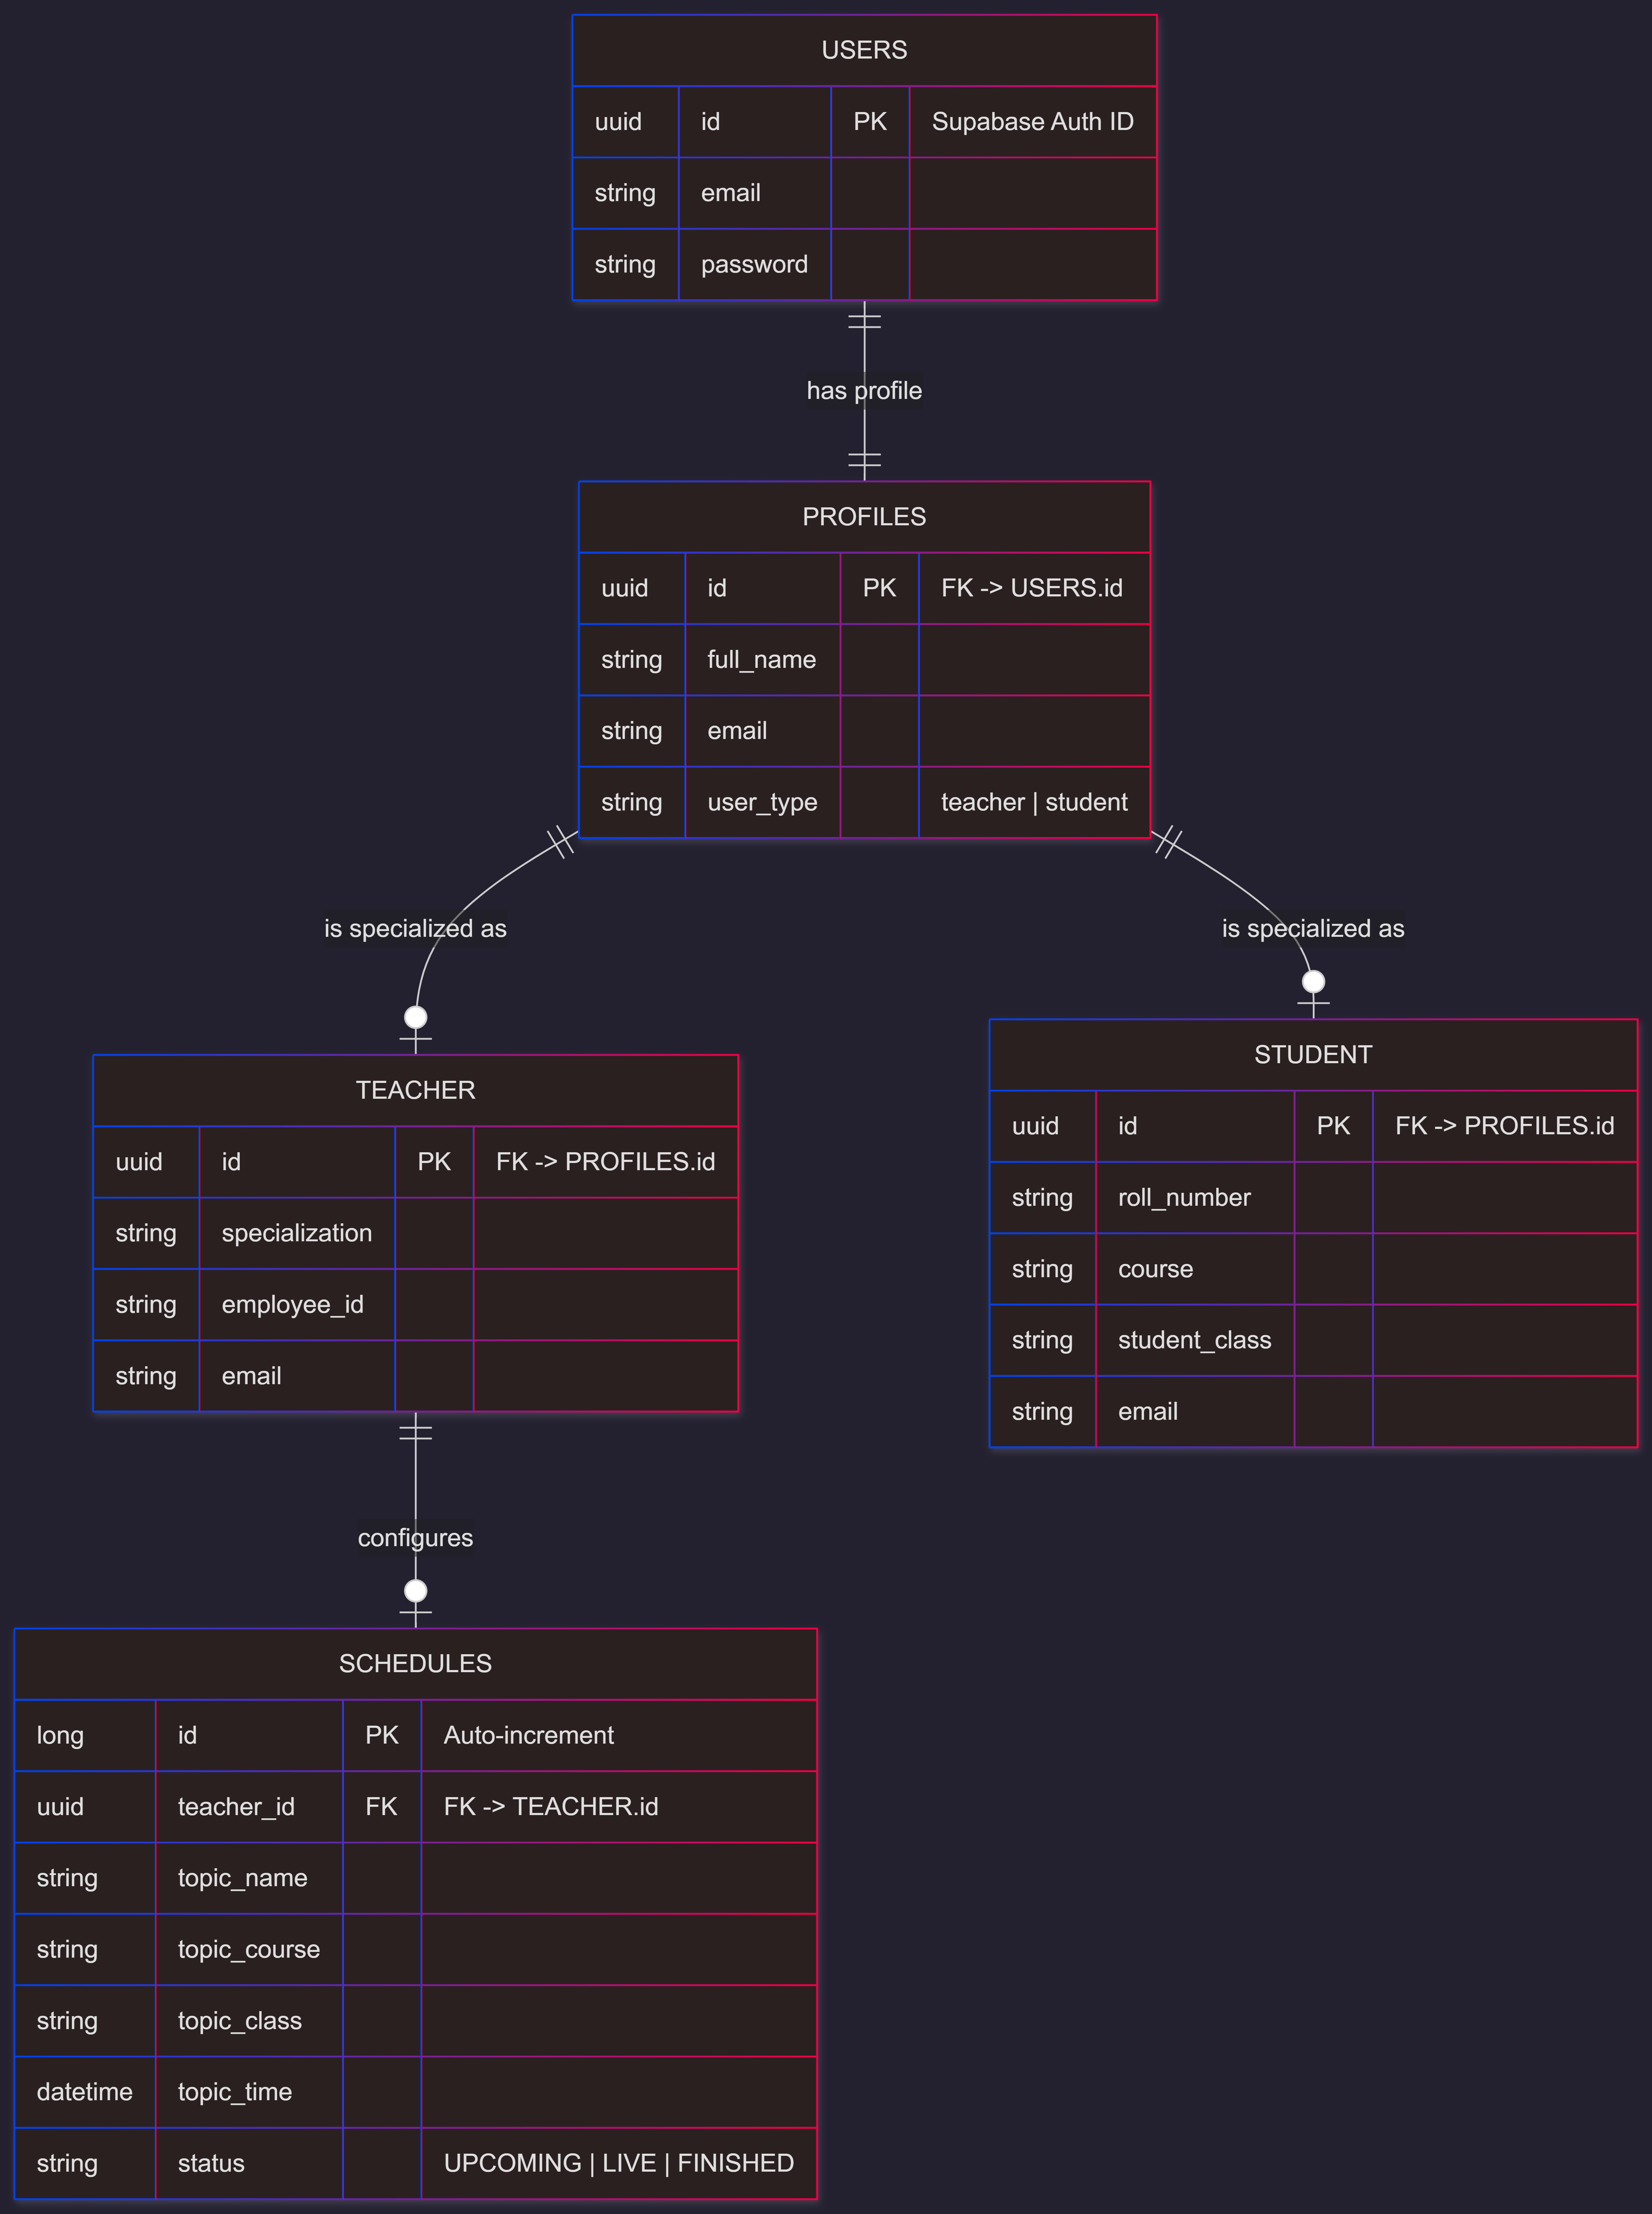 USERS
uuid id PK Supabase Auth ID
string email
string password
has profile
PROFILES
uuid id PK FK -> USERS.id
string full_name
string email
string user_type teacher | student
is specialized as
is specialized as
TEACHER
uuid id PK FK -> PROFILES.id
string specialization
string employee_id
string email
STUDENT
uuid id PK FK -> PROFILES.id
string roll_number
string course
string student_class
string email
configures
SCHEDULES
long id PK Auto-increment
uuid teacher_id FK FK -> TEACHER.id
string topic_name
string topic_course
string topic_class
datetime topic_time
string status UPCOMING | LIVE | FINISHED